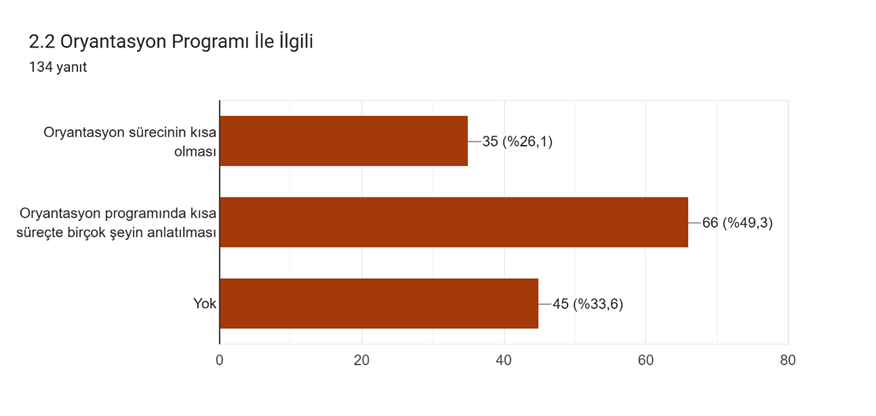 2.2 Oryantasyon Programı İle İlgili
134 yanıt
Oryantasyon sürecinin kısa
olması
35 (%26,1)
Oryantasyon programında kısa
süreçte birçok şeyin anlatılması
66 (%49,3)
Yok
45 (%33,6)
0 20 40 60 80